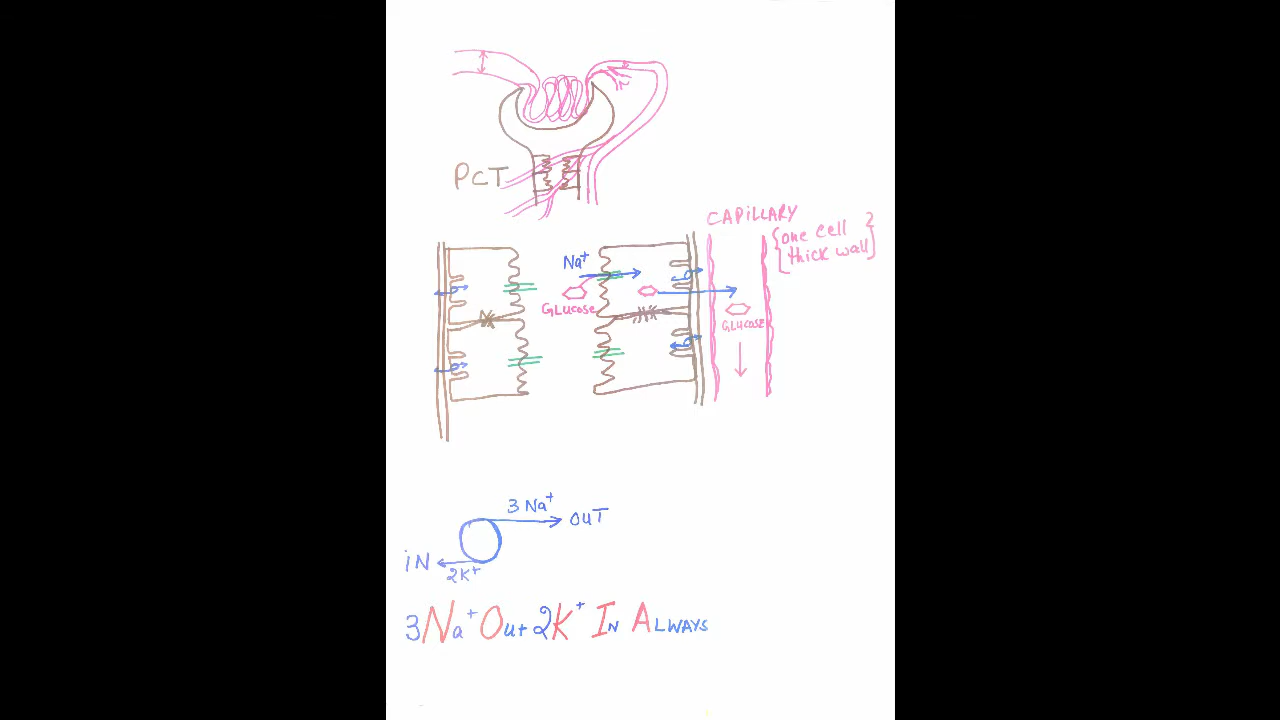 PCT
CAPILLARY
{one cell }
[thick wall]
Na⁺
GLUCOSE
GLUCOSE
3 Na⁺
OUT
IN
2K⁺
3Na⁺ Out 2K⁺ IN ALWAYS